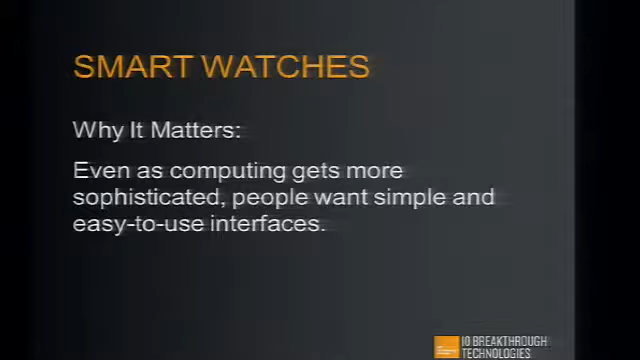 SMART WATCHES
Why It Matters:
Even as computing gets more
sophisticated, people want simple and
easy-to-use interfaces.
10 BREAKTHROUGH
TECHNOLOGIES